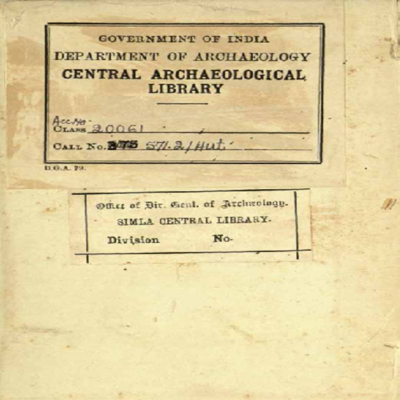 GOVERNMENT OF INDIA
DEPARTMENT OF ARCHAEOLOGY
CENTRAL ARCHAEOLOGICAL
LIBRARY
Acc. No.
CLASS 20061
CALL No. 571.2/Hut
D.G.A. 79.
Office of Dir. Genl. of Archæology.
SIMLA CENTRAL LIBRARY.
Division No.